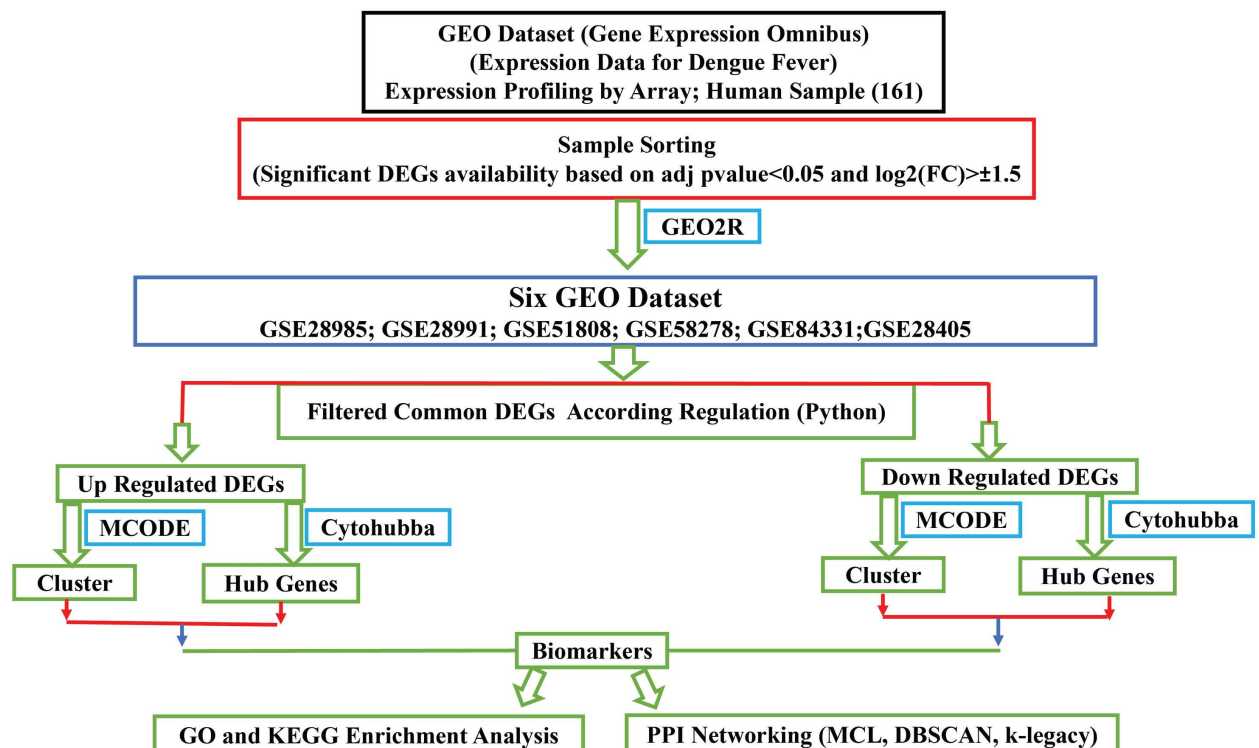 GEO Dataset (Gene Expression Omnibus)
(Expression Data for Dengue Fever)
Expression Profiling by Array; Human Sample (161)
Sample Sorting
(Significant DEGs availability based on adj pvalue<0.05 and log2(FC)>±1.5
GEO2R
Six GEO Dataset
GSE28985; GSE28991; GSE51808; GSE58278; GSE84331;GSE28405
Filtered Common DEGs According Regulation (Python)
Up Regulated DEGs
Down Regulated DEGs
MCODE
Cytohubba
MCODE
Cytohubba
Cluster
Hub Genes
Cluster
Hub Genes
Biomarkers
GO and KEGG Enrichment Analysis
PPI Networking (MCL, DBSCAN, k-legacy)